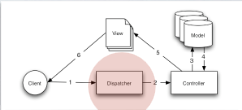 View
Model
6
5
3
4
Client
1
Dispatcher
2
Controller